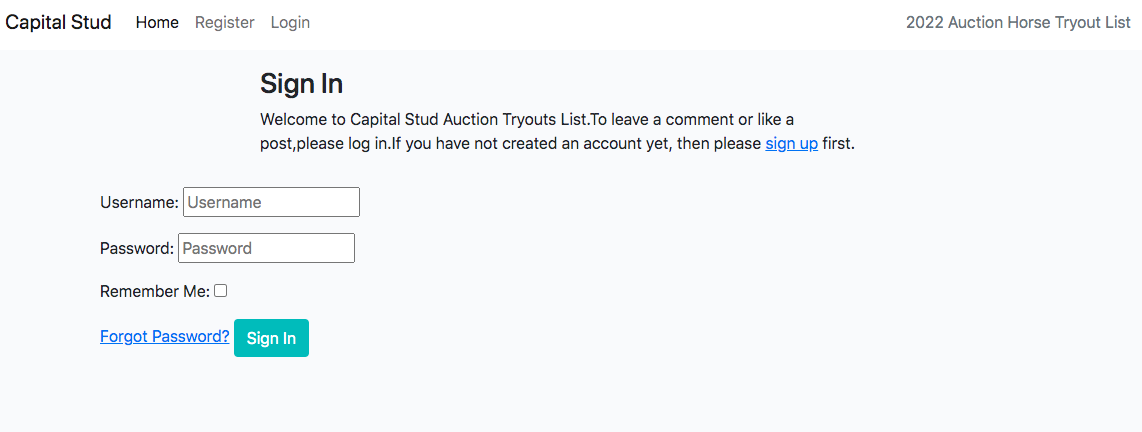 Capital Stud Home Register Login 2022 Auction Horse Tryout List
Sign In
Welcome to Capital Stud Auction Tryouts List.To leave a comment or like a
post,please log in.If you have not created an account yet, then please sign up first.
Username: Username
Password: Password
Remember Me:
Forgot Password? Sign In